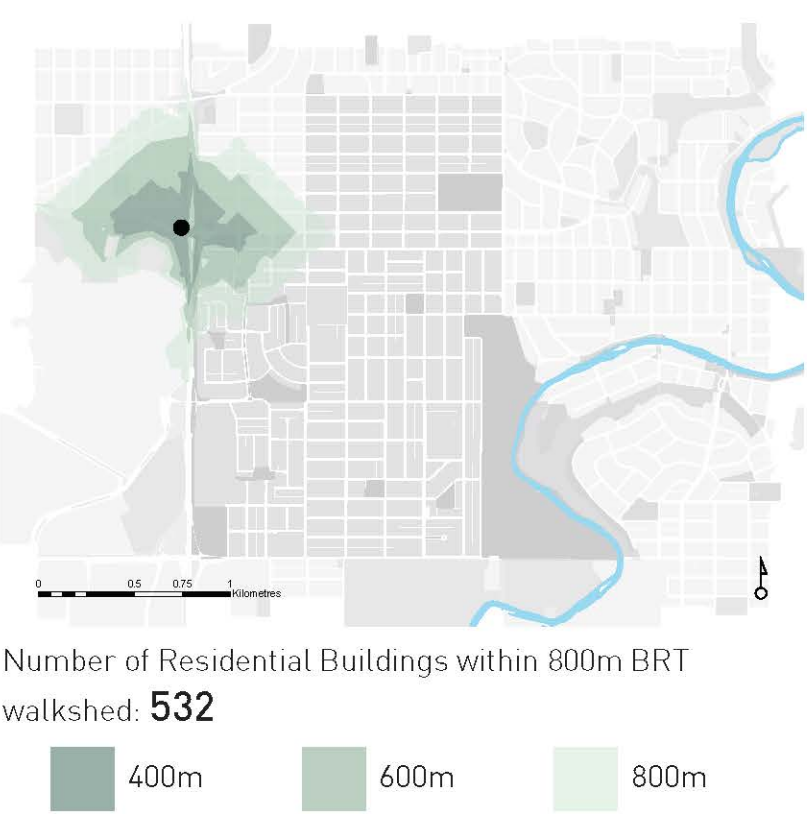 0 0.5 0.75 1
Kilometres
Number of Residential Buildings within 800m BRT
walkshed: 532
400m 600m 800m